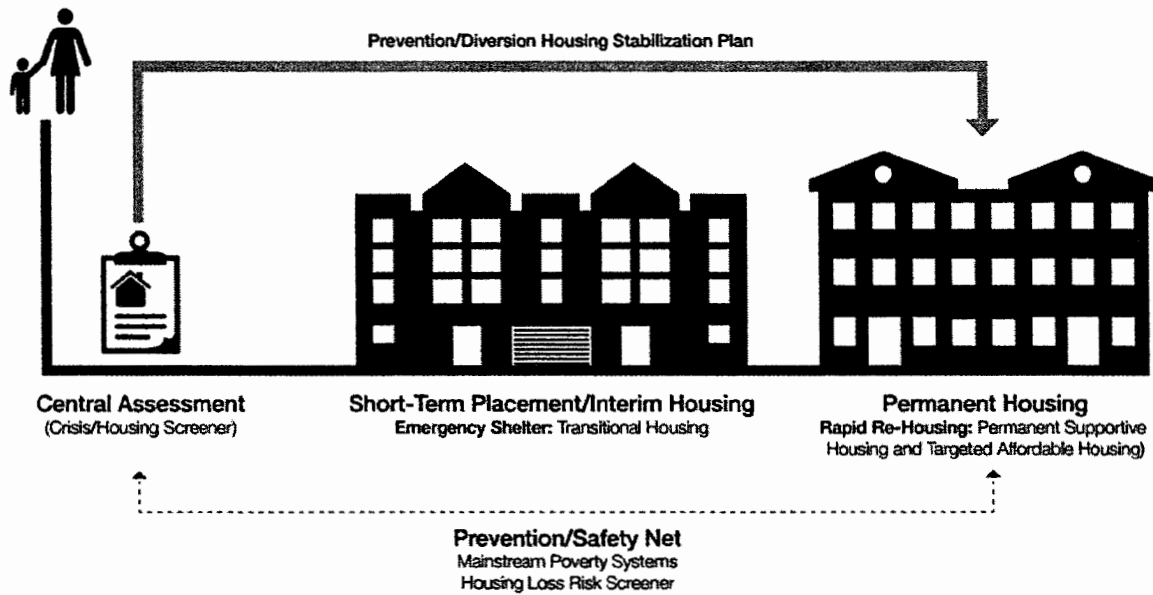 Prevention/Diversion Housing Stabilization Plan
Central Assessment
(Crisis/Housing Screener)
Short-Term Placement/Interim Housing
Emergency Shelter: Transitional Housing
Permanent Housing
Rapid Re-Housing: Permanent Supportive
Housing and Targeted Affordable Housing)
Prevention/Safety Net
Mainstream Poverty Systems
Housing Loss Risk Screener